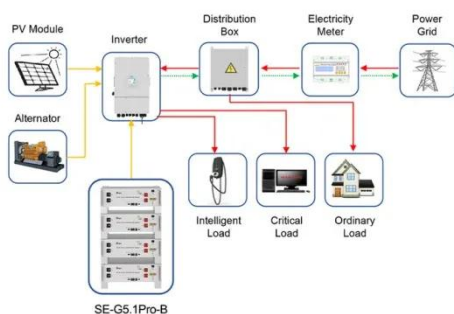 PV Module
Inverter
Distribution
Box
Electricity
Meter
Power
Grid
Alternator
Intelligent
Load
Critical
Load
Ordinary
Load
SE-G5.1Pro-B